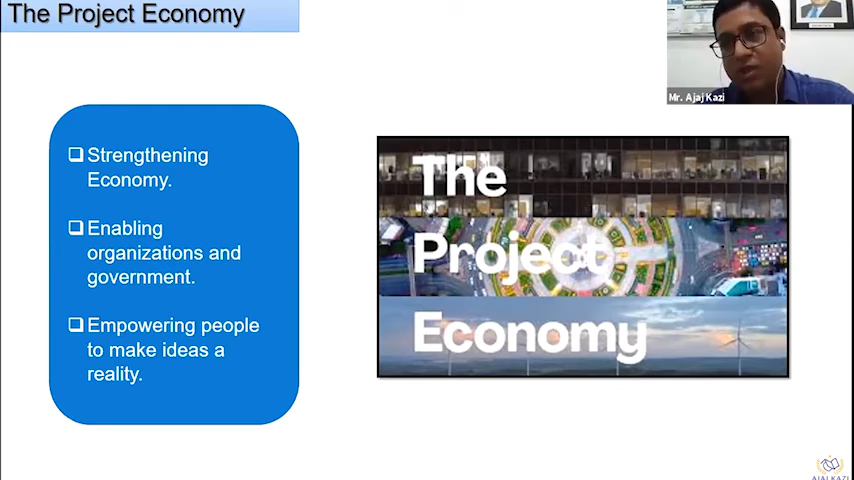 The Project Economy
Mr. Ajaj Kazi
❑Strengthening
Economy.
❑Enabling
organizations and
government.
❑Empowering people
to make ideas a
reality.
The
Project
Economy
AJAJ KAZI